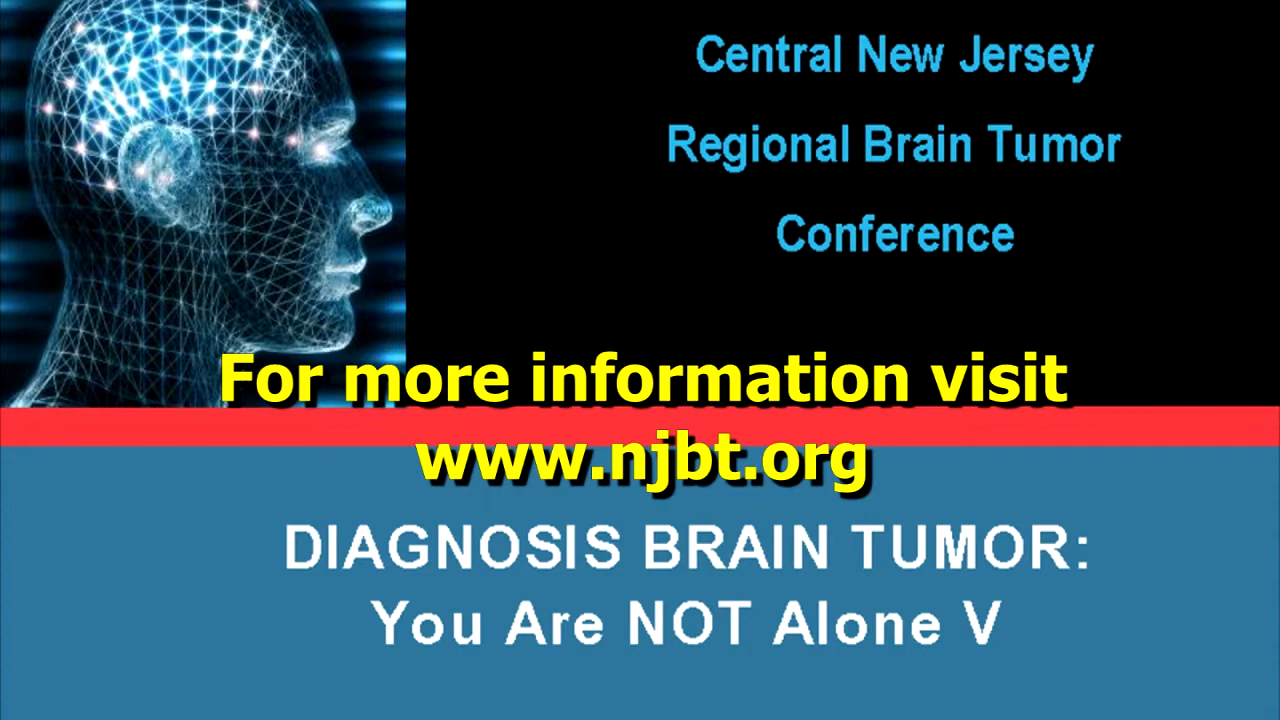 Central New Jersey
Regional Brain Tumor
Conference
For more information visit
www.njbt.org
DIAGNOSIS BRAIN TUMOR:
You Are NOT Alone V